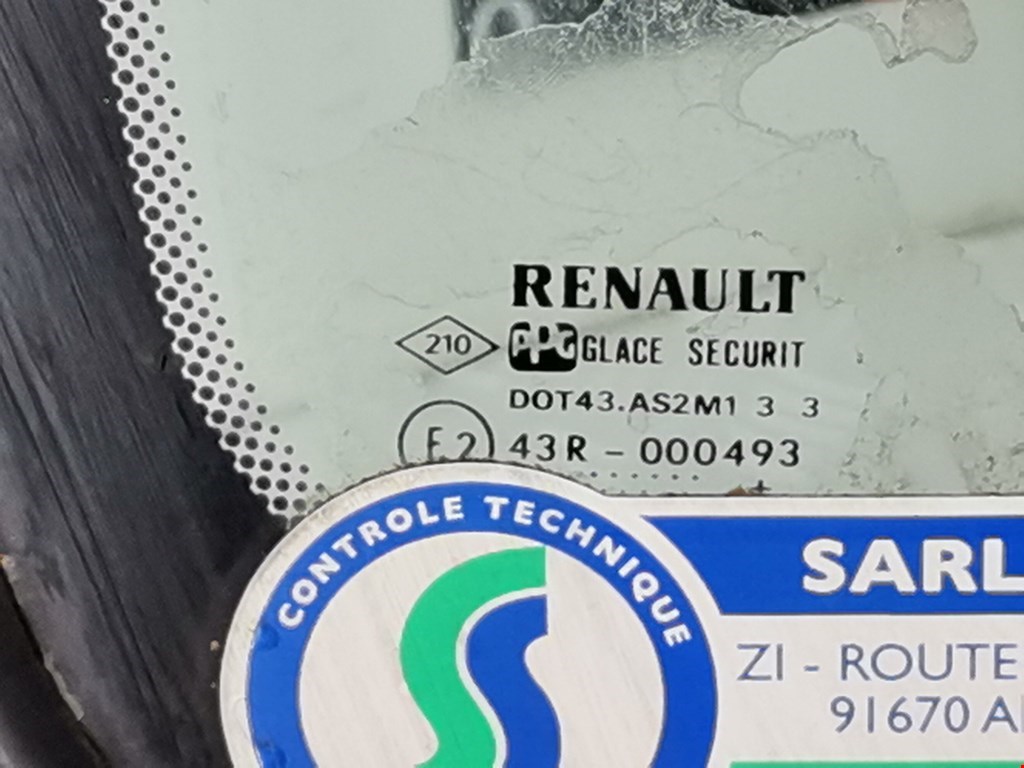 RENAULT
210 PPG GLACE SECURIT
DOT43.AS2M1 3 3
E2 43R - 000493
CONTROLE TECHNIQUE
SARL
ZI - ROUTE
91670 A